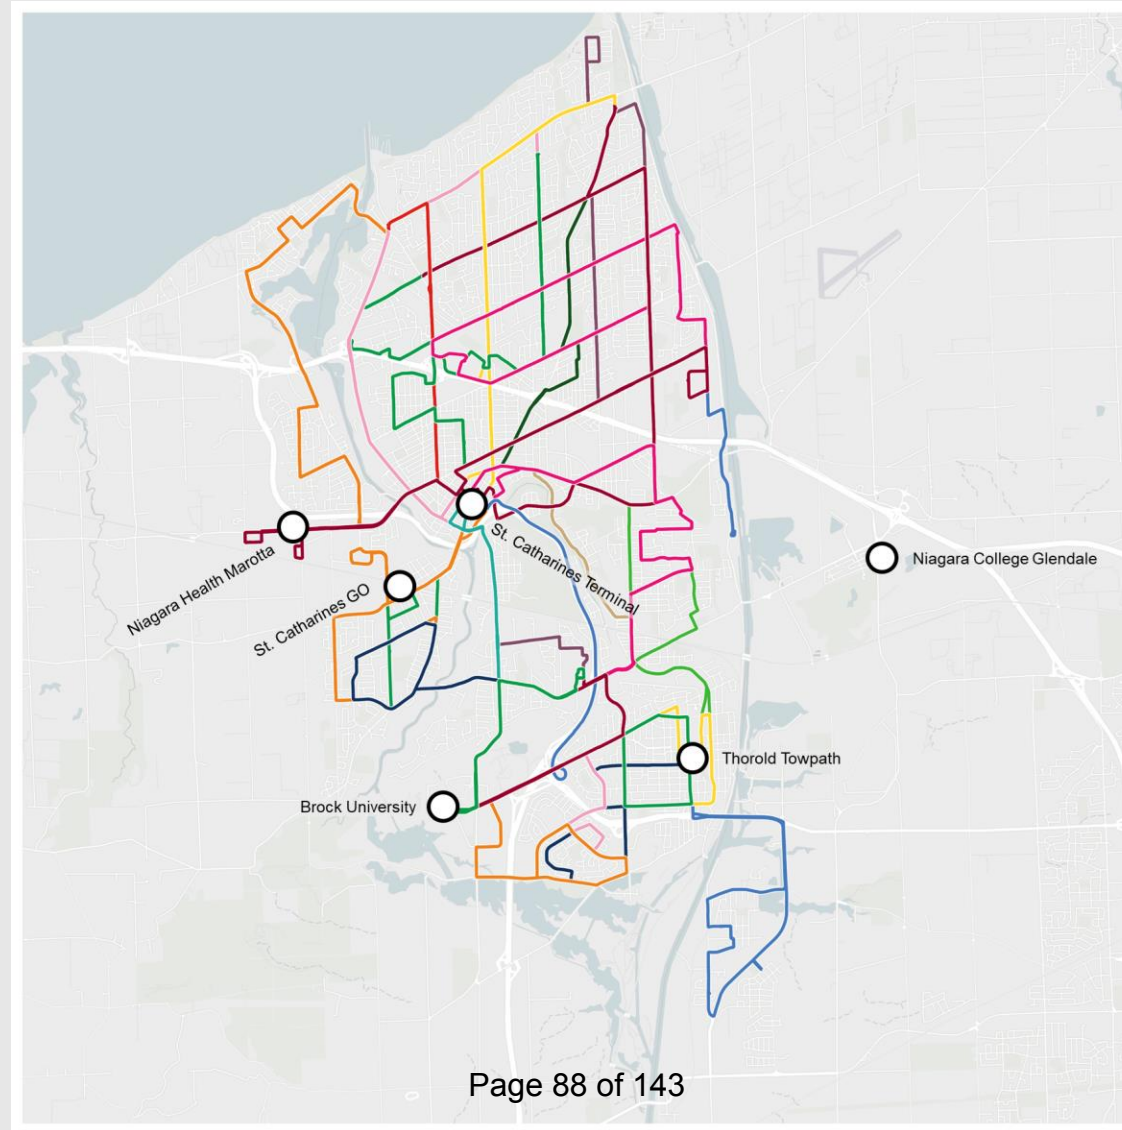 St. Catharines Terminal
Niagara Health Marotta
Niagara College Glendale
St. Catharines GO
Thorold Towpath
Brock University
Page 88 of 143